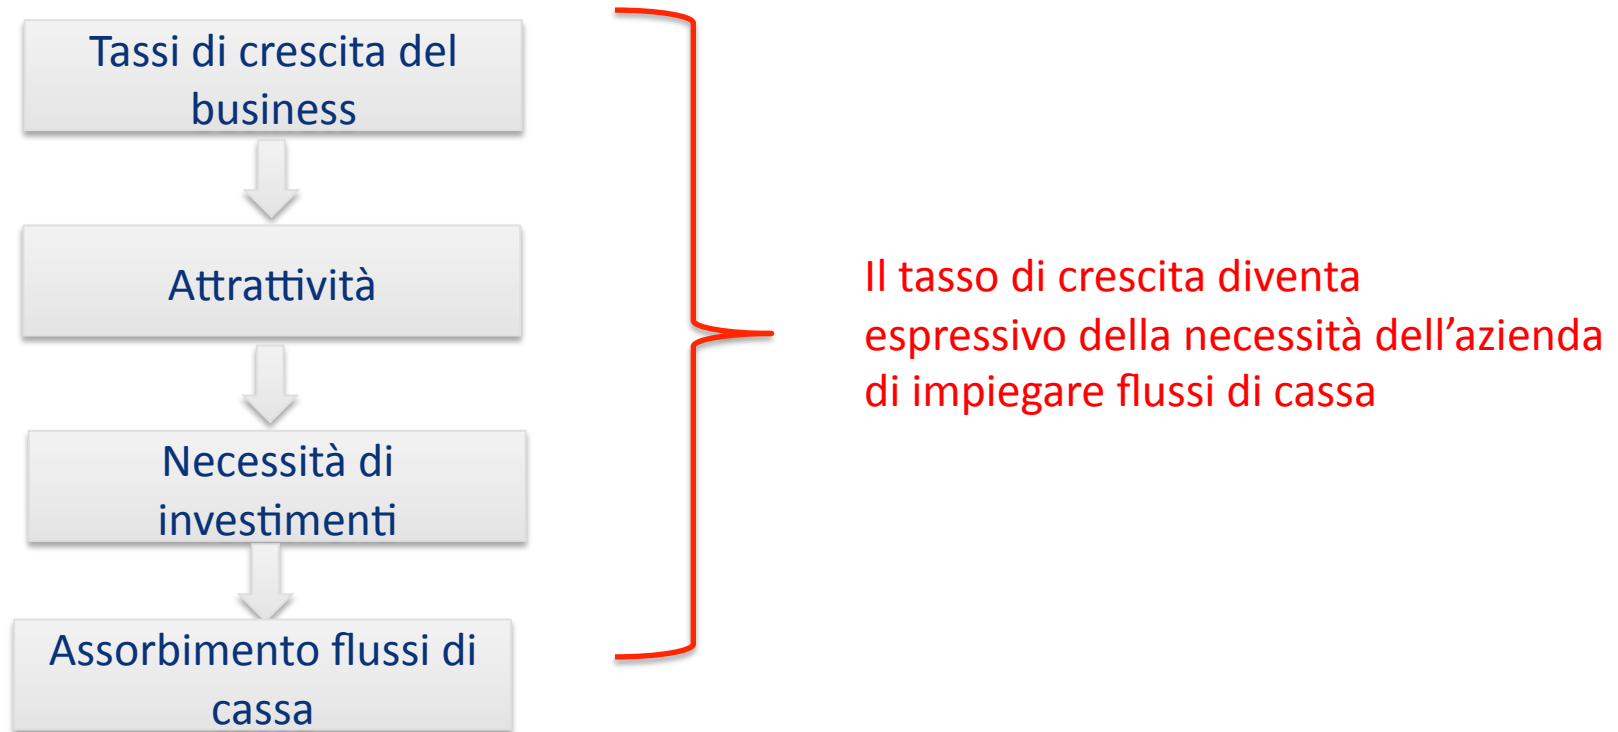 Tassi di crescita del
business
Attrattività
Necessità di
investimenti
Assorbimento flussi di
cassa
Il tasso di crescita diventa
espressivo della necessità dell’azienda
di impiegare flussi di cassa